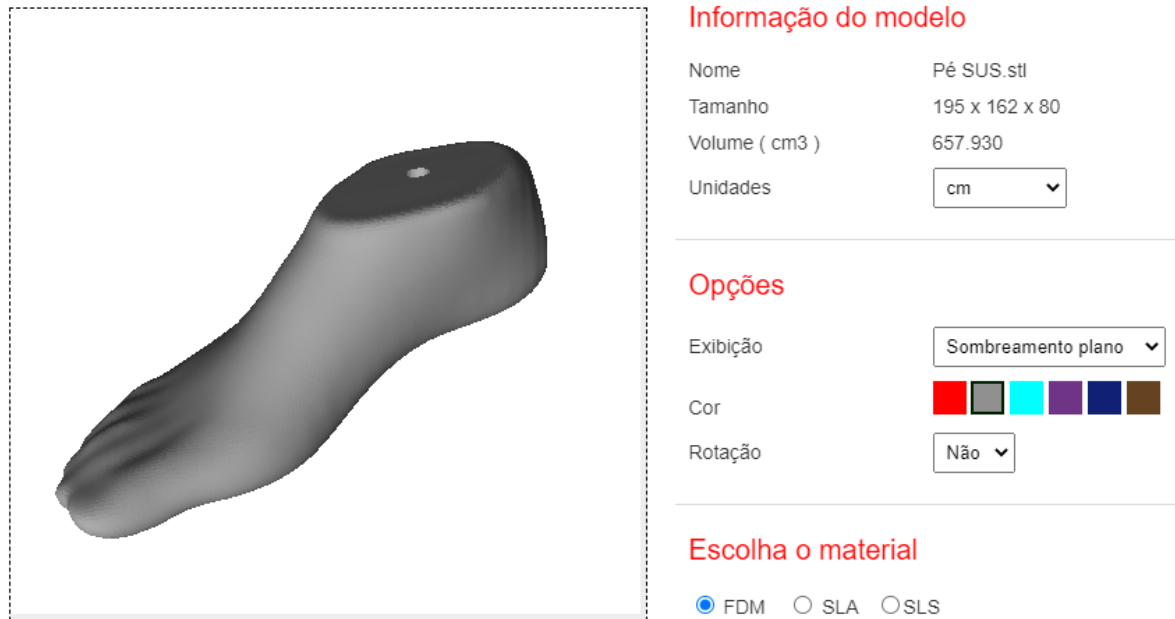 Informação do modelo
Nome Pé SUS.stl
Tamanho 195 x 162 x 80
Volume ( cm3 ) 657.930
Unidades cm
Opções
Exibição Sombreamento plano
Cor
Rotação Não
Escolha o material
FDM SLA SLS